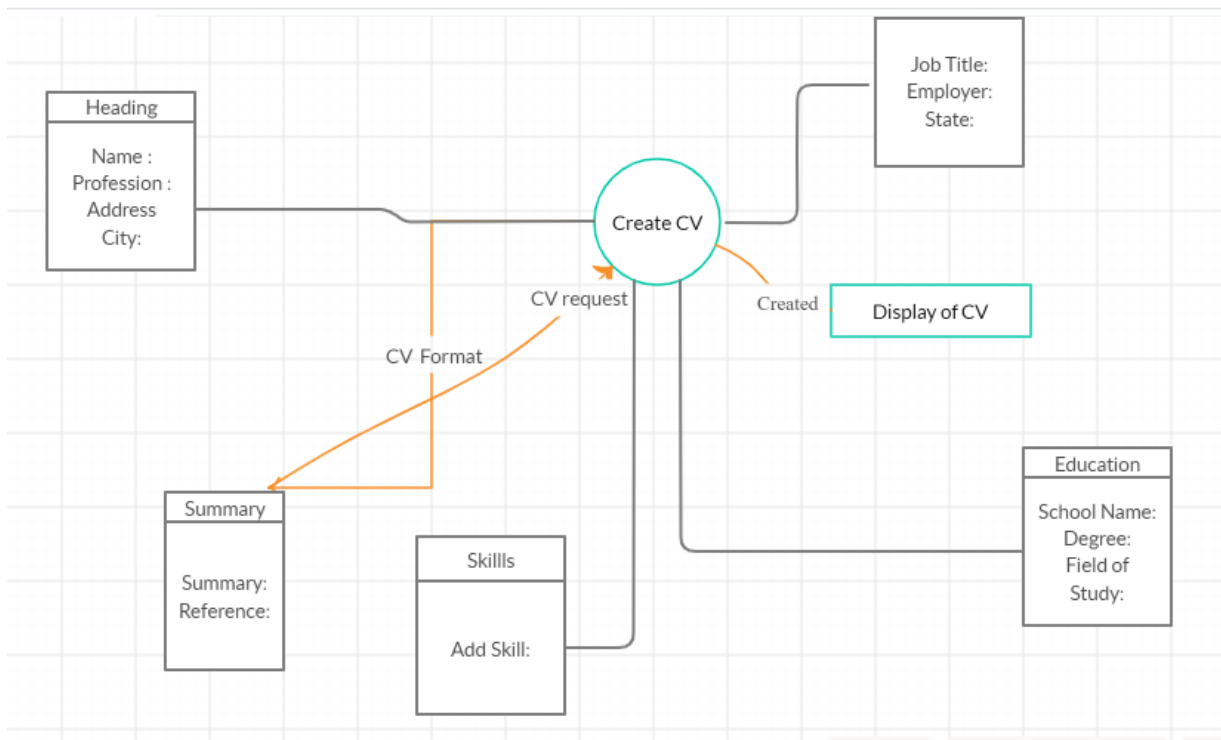 Job Title:
Employer:
State:
Heading
Name :
Profession :
Address
City:
Create CV
CV request
Created
Display of CV
CV Format
Education
School Name:
Degree:
Field of
Study:
Summary
Summary:
Reference:
Skillls
Add Skill: